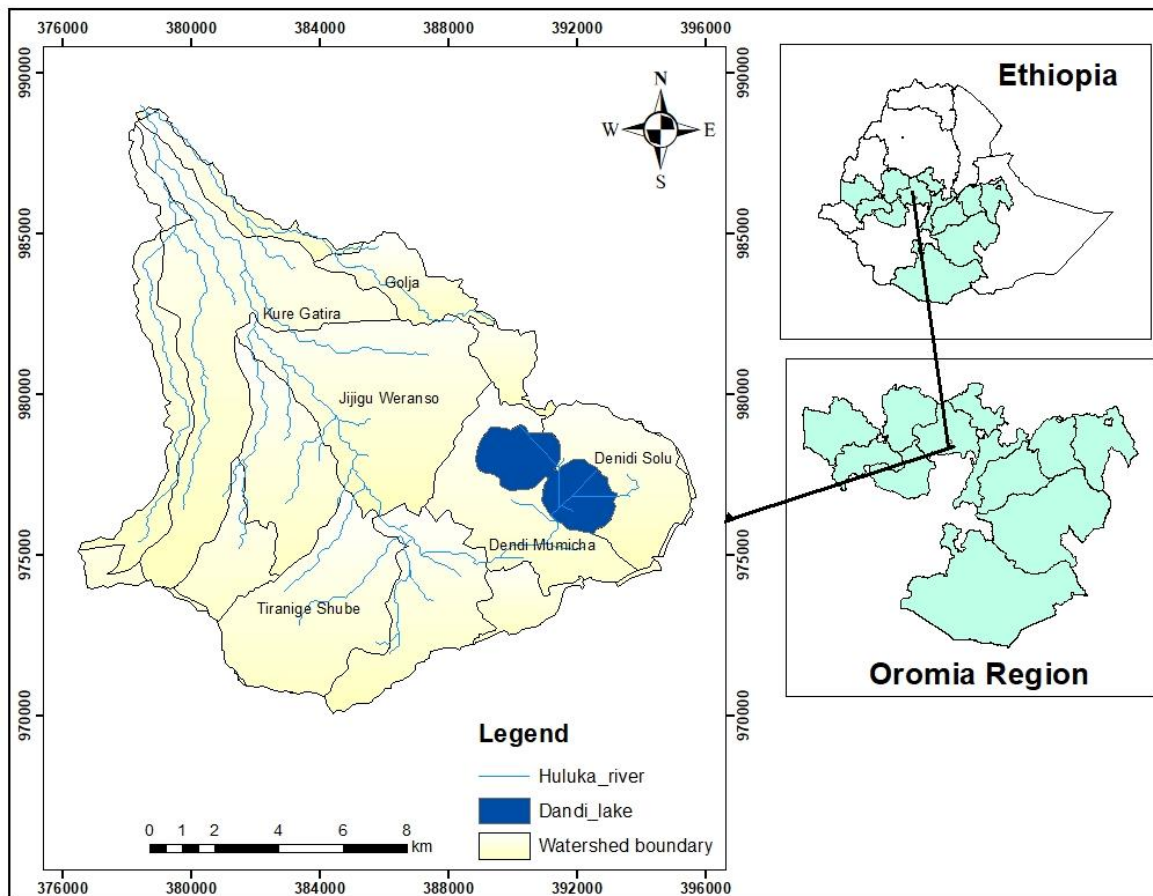 376000 380000 384000 388000 392000 396000
990000
985000
980000
975000
970000
N
W E
S
Golja
Kure Gatira
Jijigu Weranso
Denidi Solu
Dendi Mumicha
Tiranige Shube
Legend
Huluka_river
Dandi_lake
Watershed boundary
0 1 2 4 6 8
km
990000
985000
980000
975000
970000
376000 380000 384000 388000 392000 396000
Ethiopia
Oromia Region